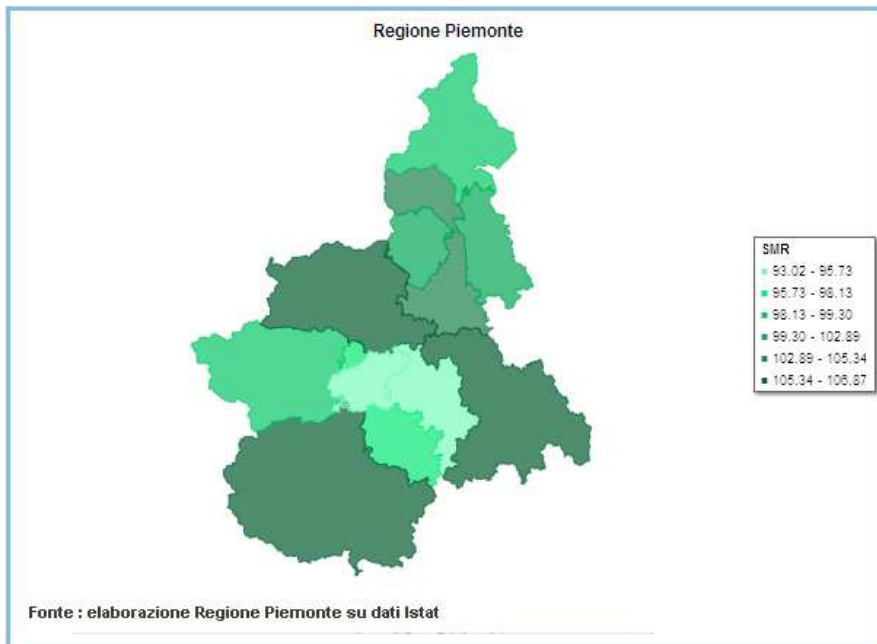 Regione Piemonte
SMR
93.02 - 95.73
95.73 - 98.13
98.13 - 99.30
99.30 - 102.89
102.89 - 105.34
105.34 - 106.87
Fonte : elaborazione Regione Piemonte su dati Istat